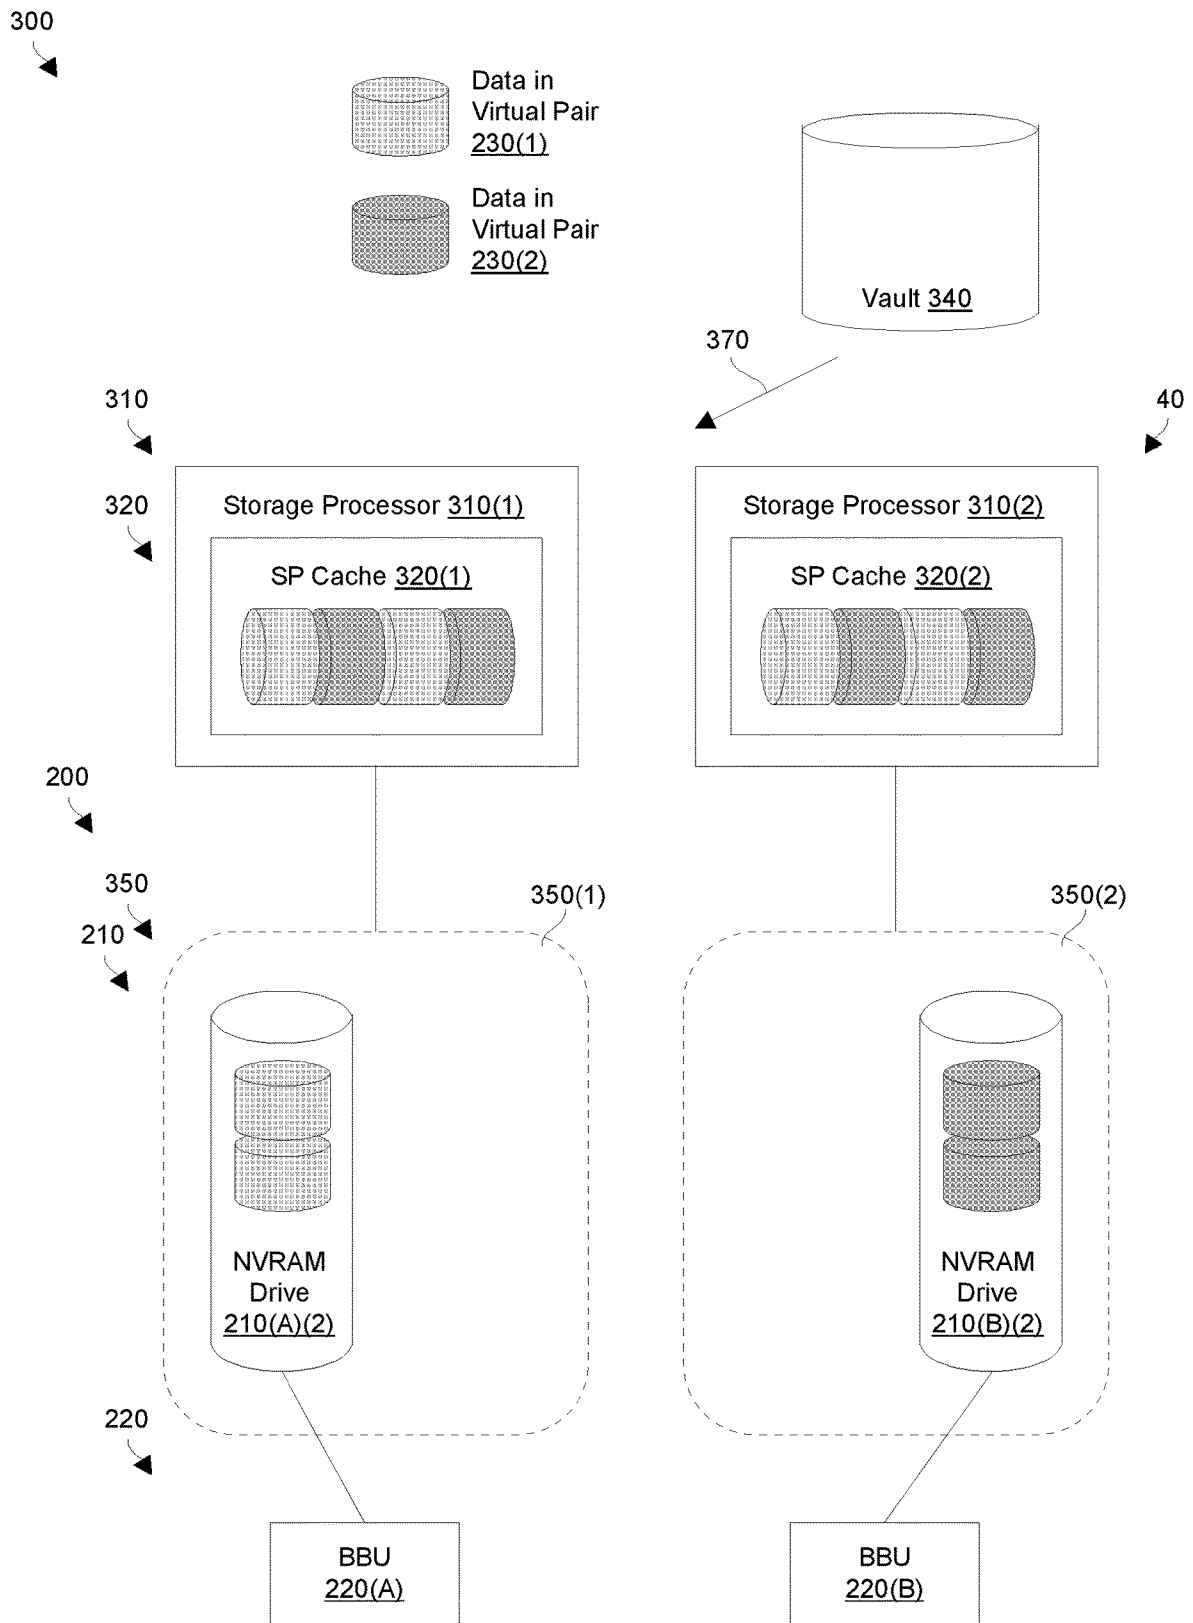 300
Data in
Virtual Pair
230(1)
Data in
Virtual Pair
230(2)
Vault 340
370
310
40
320
Storage Processor 310(1)
Storage Processor 310(2)
SP Cache 320(1)
SP Cache 320(2)
200
350
350(1)
350(2)
210
NVRAM
Drive
210(A)(2)
NVRAM
Drive
210(B)(2)
220
BBU
220(A)
BBU
220(B)